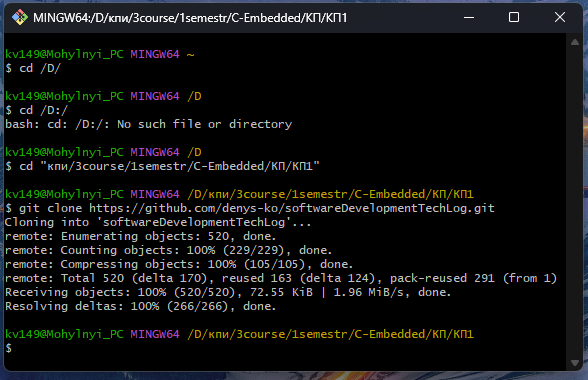 MINGW64:/D/кпи/3course/1semestr/C-Embedded/КП/КП1
kv149@Mohylnyi_PC MINGW64 ~
$ cd /D/
kv149@Mohylnyi_PC MINGW64 /D
$ cd /D:/
bash: cd: /D:/: No such file or directory
kv149@Mohylnyi_PC MINGW64 /D
$ cd "кпи/3course/1semestr/C-Embedded/КП/КП1"
kv149@Mohylnyi_PC MINGW64 /D/кпи/3course/1semestr/C-Embedded/КП/КП1
$ git clone https://github.com/denys-ko/softwareDevelopmentTechLog.git
Cloning into 'softwareDevelopmentTechLog'...
remote: Enumerating objects: 520, done.
remote: Counting objects: 100% (229/229), done.
remote: Compressing objects: 100% (105/105), done.
remote: Total 520 (delta 170), reused 163 (delta 124), pack-reused 291 (from 1)
Receiving objects: 100% (520/520), 72.55 KiB | 1.96 MiB/s, done.
Resolving deltas: 100% (266/266), done.
kv149@Mohylnyi_PC MINGW64 /D/кпи/3course/1semestr/C-Embedded/КП/КП1
$